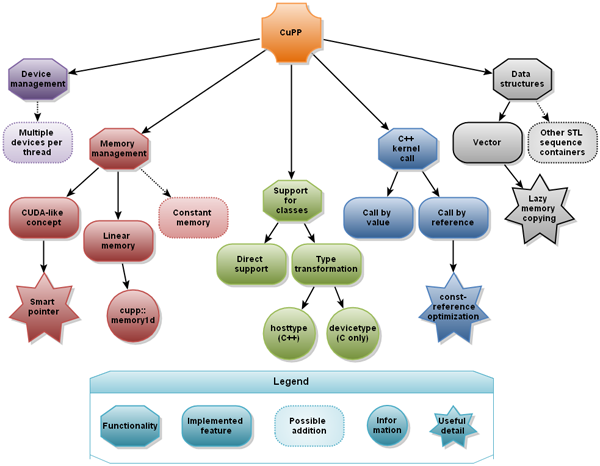 CuPP
Device
management
Data
structures
Multiple
devices per
thread
Memory
management
C++
kernel
call
Vector
Other STL
sequence
containers
CUDA-like
concept
Linear
memory
Constant
memory
Support
for
classes
Call by
value
Call by
reference
Lazy
memory
copying
Direct
support
Type
transformation
Smart
pointer
cupp::
memory1d
hosttype
(C++)
devicetype
(C only)
const-
reference
optimization
Legend
Functionality
Implemented
feature
Possible
addition
Infor
mation
Useful
detail